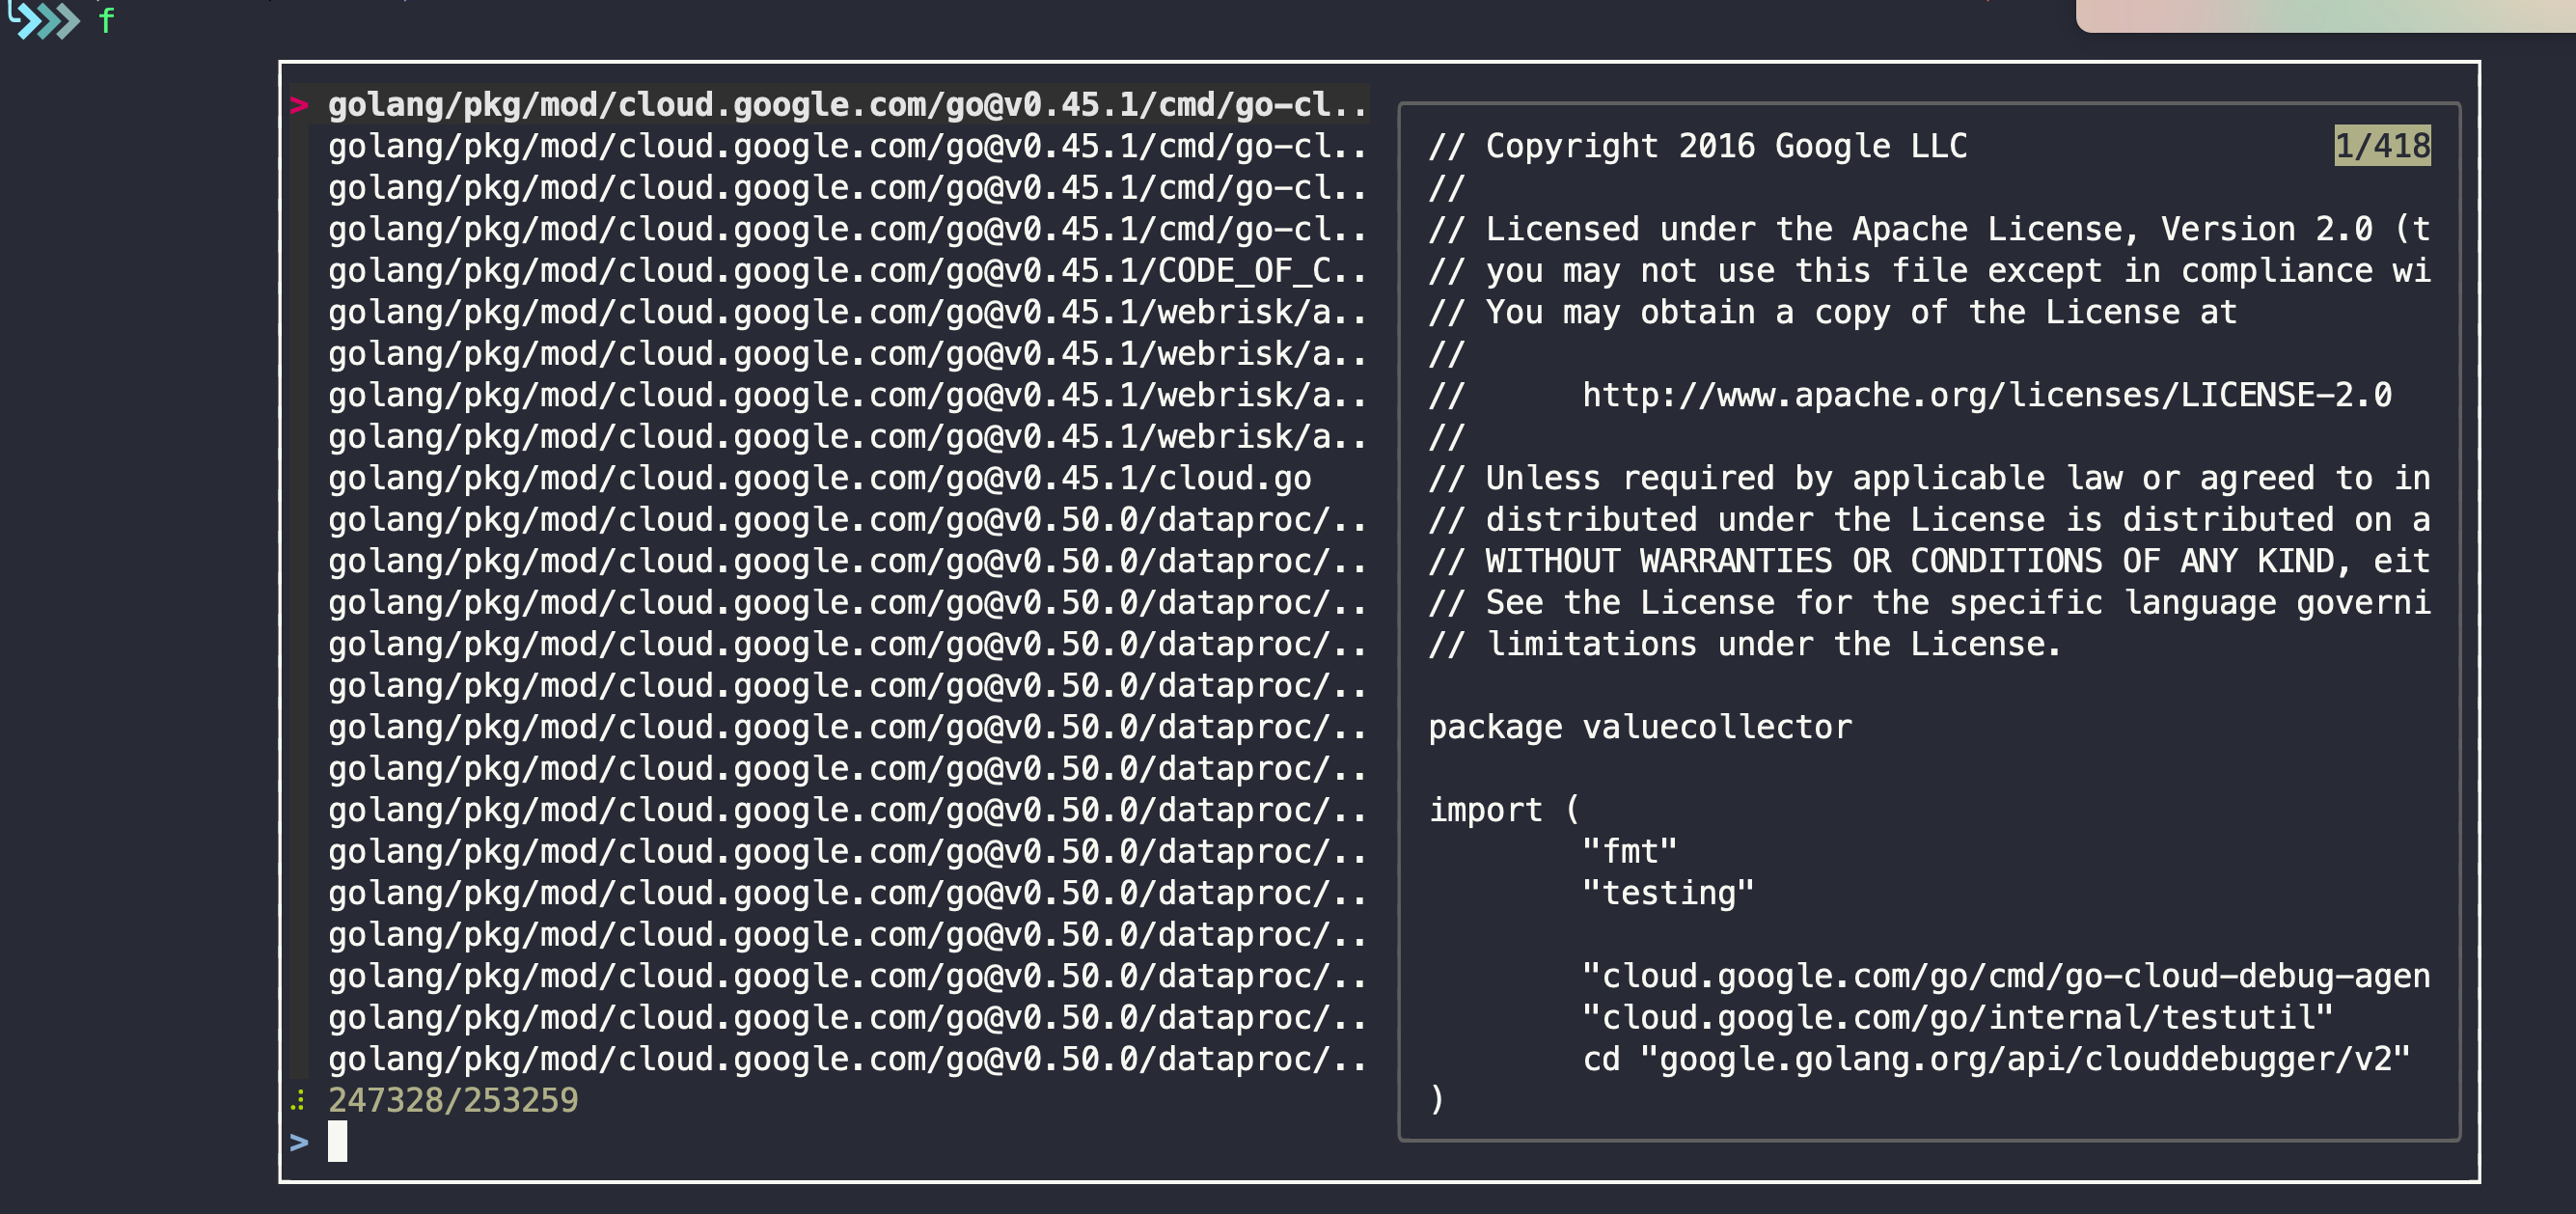 f
> golang/pkg/mod/cloud.google.com/go@v0.45.1/cmd/go-cl..
golang/pkg/mod/cloud.google.com/go@v0.45.1/cmd/go-cl..
golang/pkg/mod/cloud.google.com/go@v0.45.1/cmd/go-cl..
golang/pkg/mod/cloud.google.com/go@v0.45.1/cmd/go-cl..
golang/pkg/mod/cloud.google.com/go@v0.45.1/CODE_OF_C..
golang/pkg/mod/cloud.google.com/go@v0.45.1/webrisk/a..
golang/pkg/mod/cloud.google.com/go@v0.45.1/webrisk/a..
golang/pkg/mod/cloud.google.com/go@v0.45.1/webrisk/a..
golang/pkg/mod/cloud.google.com/go@v0.45.1/webrisk/a..
golang/pkg/mod/cloud.google.com/go@v0.45.1/cloud.go
golang/pkg/mod/cloud.google.com/go@v0.50.0/dataproc/..
golang/pkg/mod/cloud.google.com/go@v0.50.0/dataproc/..
golang/pkg/mod/cloud.google.com/go@v0.50.0/dataproc/..
golang/pkg/mod/cloud.google.com/go@v0.50.0/dataproc/..
golang/pkg/mod/cloud.google.com/go@v0.50.0/dataproc/..
golang/pkg/mod/cloud.google.com/go@v0.50.0/dataproc/..
golang/pkg/mod/cloud.google.com/go@v0.50.0/dataproc/..
golang/pkg/mod/cloud.google.com/go@v0.50.0/dataproc/..
golang/pkg/mod/cloud.google.com/go@v0.50.0/dataproc/..
golang/pkg/mod/cloud.google.com/go@v0.50.0/dataproc/..
golang/pkg/mod/cloud.google.com/go@v0.50.0/dataproc/..
golang/pkg/mod/cloud.google.com/go@v0.50.0/dataproc/..
golang/pkg/mod/cloud.google.com/go@v0.50.0/dataproc/..
golang/pkg/mod/cloud.google.com/go@v0.50.0/dataproc/..
247328/253259
>
// Copyright 2016 Google LLC 1/418
//
// Licensed under the Apache License, Version 2.0 (t
// you may not use this file except in compliance wi
// You may obtain a copy of the License at
//
//      http://www.apache.org/licenses/LICENSE-2.0
//
// Unless required by applicable law or agreed to in
// distributed under the License is distributed on a
// WITHOUT WARRANTIES OR CONDITIONS OF ANY KIND, eit
// See the License for the specific language governi
// limitations under the License.
package valuecollector
import (
"fmt"
"testing"
"cloud.google.com/go/cmd/go-cloud-debug-agen
"cloud.google.com/go/internal/testutil"
cd "google.golang.org/api/clouddebugger/v2"
)